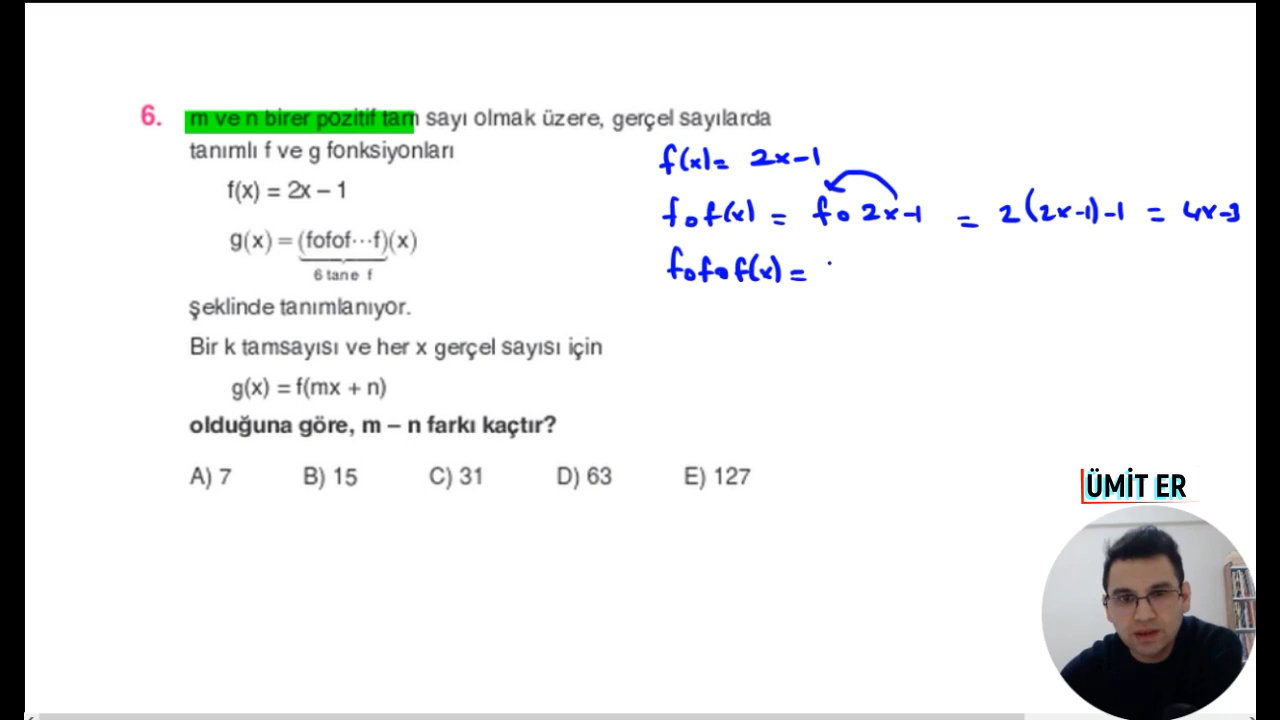 6. m ve n birer pozitif tam sayı olmak üzere, gerçel sayılarda
tanımlı f ve g fonksiyonları
f(x) = 2x – 1
g(x) = (fofof···f)(x)
6 tane f
şeklinde tanımlanıyor.
Bir k tamsayısı ve her x gerçel sayısı için
g(x) = f(mx + n)
olduğuna göre, m – n farkı kaçtır?
A) 7 B) 15 C) 31 D) 63 E) 127
f(x)= 2x-1
fof(x) = fo 2x-1 = 2(2x-1)-1 = 4x-3
fofof(x) =
ÜMİT ER